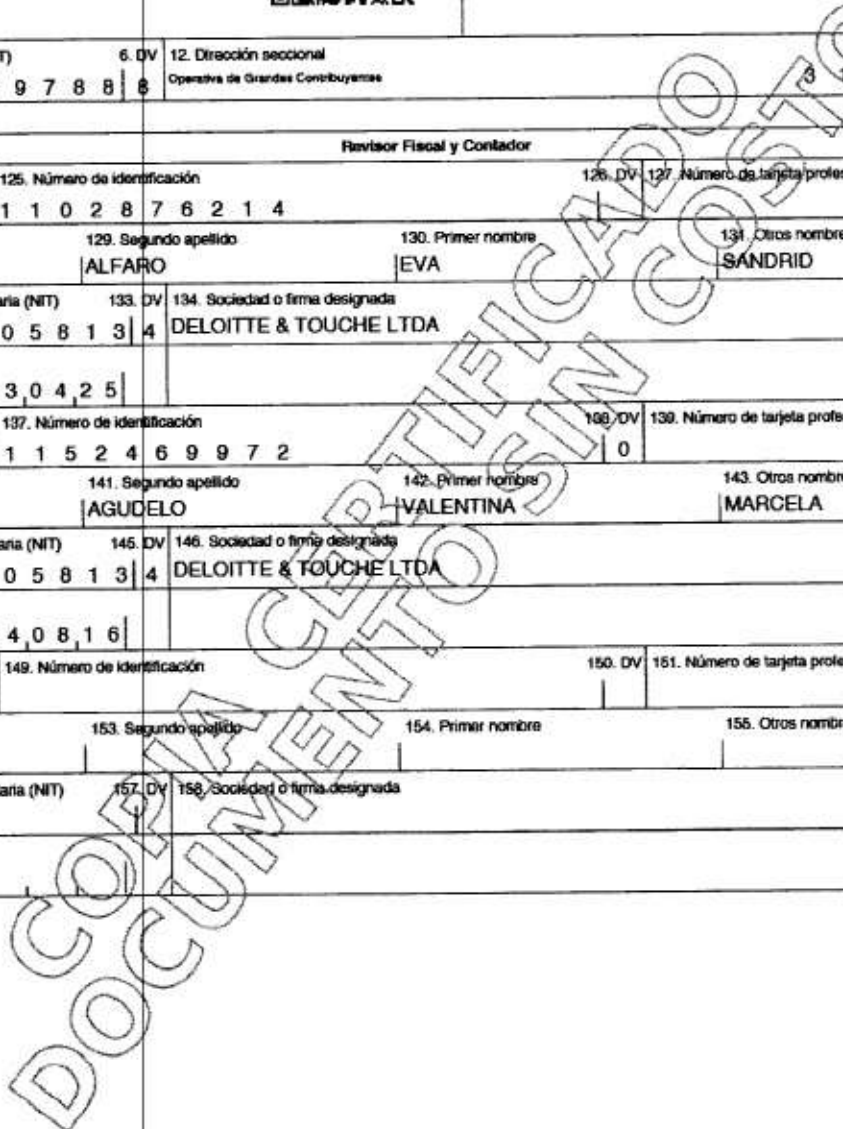 T) 6. DV 12. Dirección seccional
9 7 8 8 8 Operativa de Grandes Contribuyentes 3
Revisor Fiscal y Contador
125. Número de identificación 126. DV 127. Número de tarjeta profes
1 1 0 2 8 7 6 2 1 4
129. Segundo apellido 130. Primer nombre 131. Otros nombre
ALFARO EVA SANDRID
aria (NIT) 133. DV 134. Sociedad o firma designada
0 5 8 1 3 4 DELOITTE & TOUCHE LTDA
3 0 4 2 5
137. Número de identificación 138. DV 139. Número de tarjeta profe
1 1 5 2 4 6 9 9 7 2 0
141. Segundo apellido 142. Primer nombre 143. Otros nombre
AGUDELO VALENTINA MARCELA
aria (NIT) 145. DV 146. Sociedad o firma designada
0 5 8 1 3 4 DELOITTE & TOUCHE LTDA
4 0 8 1 6
149. Número de identificación 150. DV 151. Número de tarjeta profe
153. Segundo apellido 154. Primer nombre 155. Otros nombre
aria (NIT) 157. DV 158. Sociedad o firma designada
COPIA CERTIFICADO
DOCUMENTO SIN COSTO